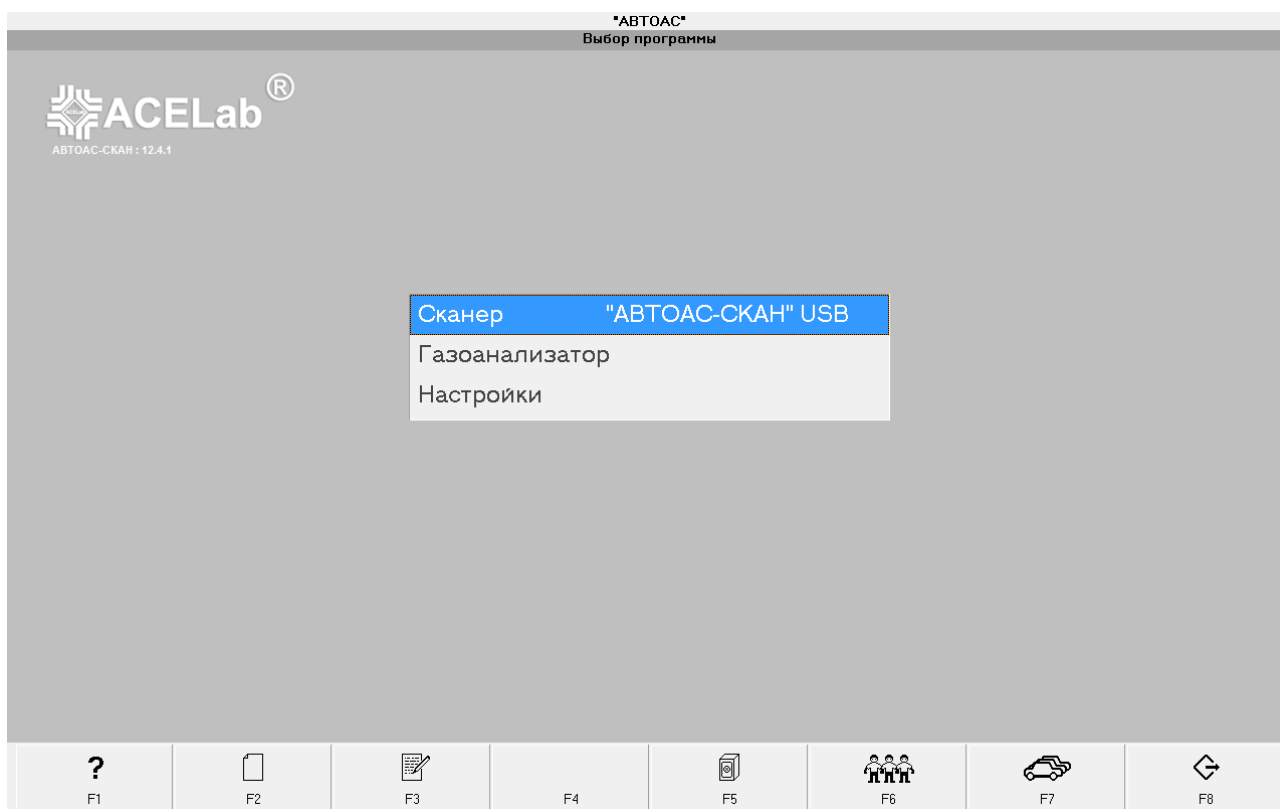 "АВТОАС"
Выбор программы
ACELab®
АВТОАС-СКАН : 12.4.1
Сканер "АВТОАС-СКАН" USB
Газоанализатор
Настройки
?
F1 F2 F3 F4 F5 F6 F7 F8